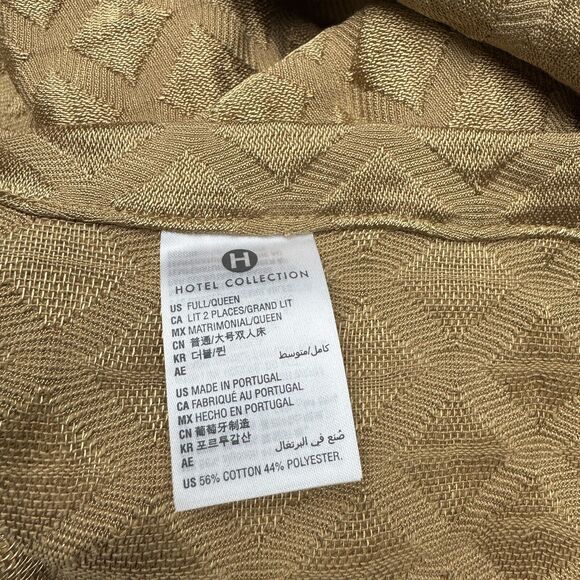 H
HOTEL COLLECTION
US FULL/QUEEN
CA LIT 2 PLACES/GRAND LIT
MX MATRIMONIAL/QUEEN
CN 普通/大号双人床
KR 더블/퀸
AE كامل/متوسط
US MADE IN PORTUGAL
CA FABRIQUÉ AU PORTUGAL
MX HECHO EN PORTUGAL
CN 葡萄牙制造
KR 포르투갈산
AE صُنع في البرتغال
US 56% COTTON 44% POLYESTER.